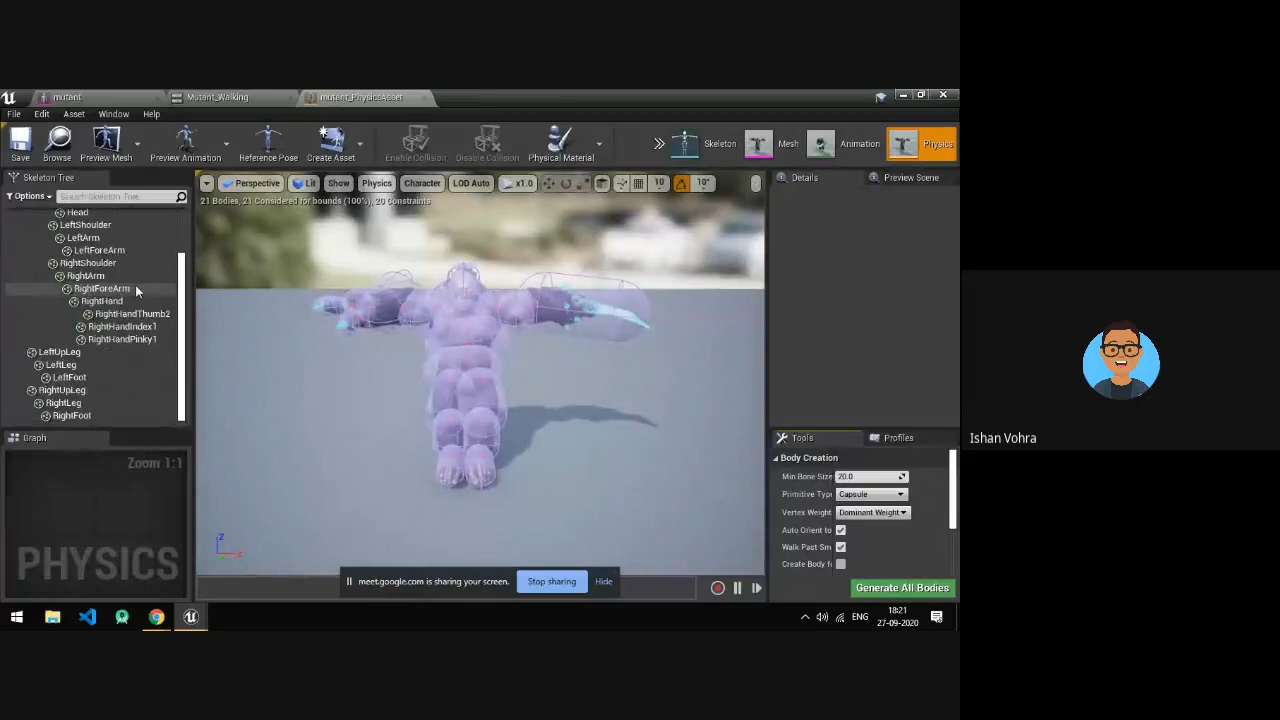 mutant
Mutant_Walking
mutant_PhysicsAsset
File Edit Asset Window Help
Save
Browse
Preview Mesh
Preview Animation
Reference Pose
Create Asset
Enable Collision
Disable Collision
Physical Material
Skeleton
Mesh
Animation
Physics
Skeleton Tree
Options
Search Skeleton Tree..
Perspective Lit Show Physics Character LOD Auto x1.0 10 10°
21 Bodies, 21 Considered for bounds (100%), 20 Constraints
Details
Preview Scene
Head
LeftShoulder
LeftArm
LeftForeArm
RightShoulder
RightArm
RightForeArm
RightHand
RightHandThumb2
RightHandIndex1
RightHandPinky1
LeftUpLeg
LeftLeg
LeftFoot
RightUpLeg
RightLeg
RightFoot
Graph
Zoom 1:1
PHYSICS
Z
Tools
Profiles
Body Creation
Min Bone Size 20.0
Primitive Typ Capsule
Vertex Weight Dominant Weight
Auto Orient to
Walk Past Sm
Create Body f
Generate All Bodies
meet.google.com is sharing your screen.
Stop sharing
Hide
ENG
18:21
27-09-2020
Ishan Vohra